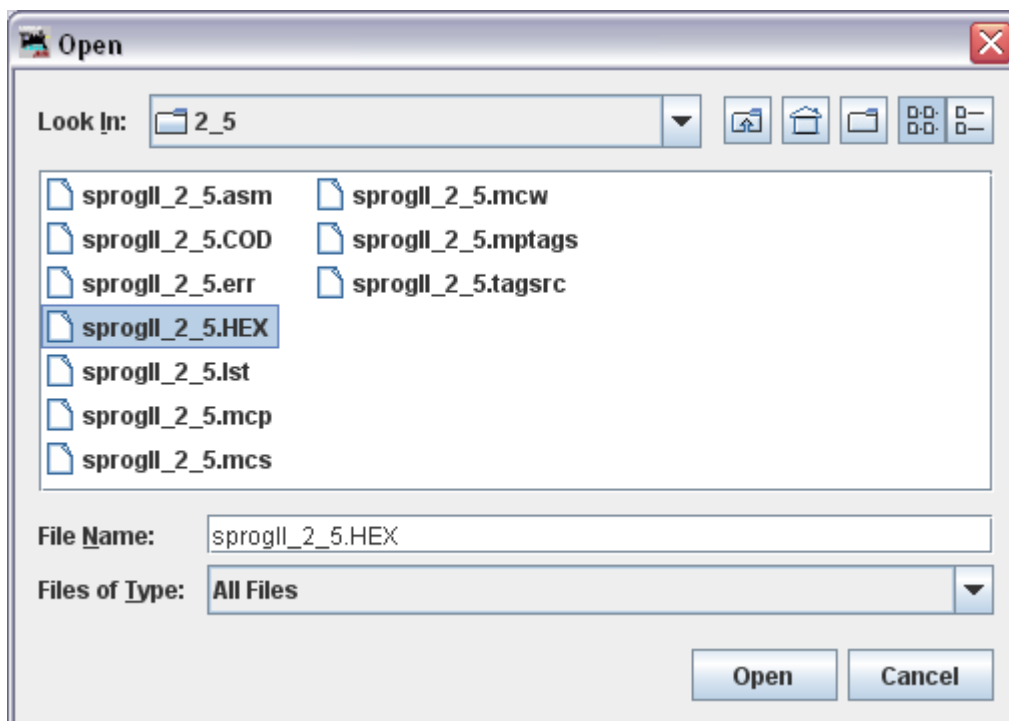 Open
Look In: 2_5
sprogII_2_5.asm sprogII_2_5.mcw
sprogII_2_5.COD sprogII_2_5.mptags
sprogII_2_5.err sprogII_2_5.tagsrc
sprogII_2_5.HEX
sprogII_2_5.lst
sprogII_2_5.mcp
sprogII_2_5.mcs
File Name: sprogII_2_5.HEX
Files of Type: All Files
Open Cancel